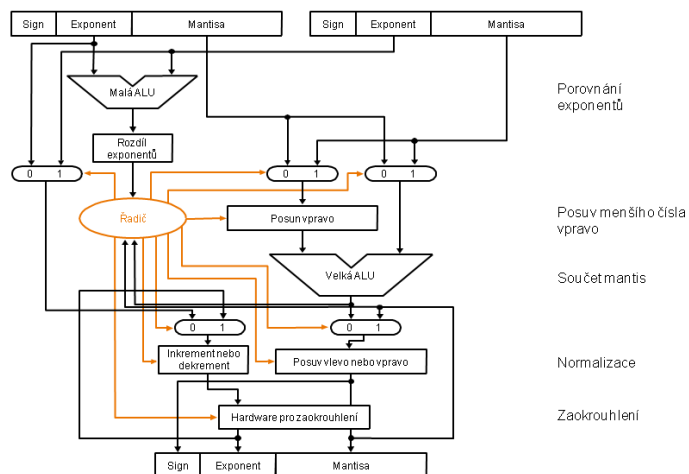 Sign Exponent Mantisa
Sign Exponent Mantisa
Malá ALU
Porovnání
exponentů
Rozdíl
exponentů
0 1
0 1
0 1
Řadič
Posun vpravo
Posuv menšího čísla
vpravo
Velká ALU
Součet mantis
0 1
0 1
Inkrement nebo
dekrement
Posuv vlevo nebo vpravo
Normalizace
Hardware pro zaokrouhlení
Zaokrouhlení
Sign Exponent Mantisa